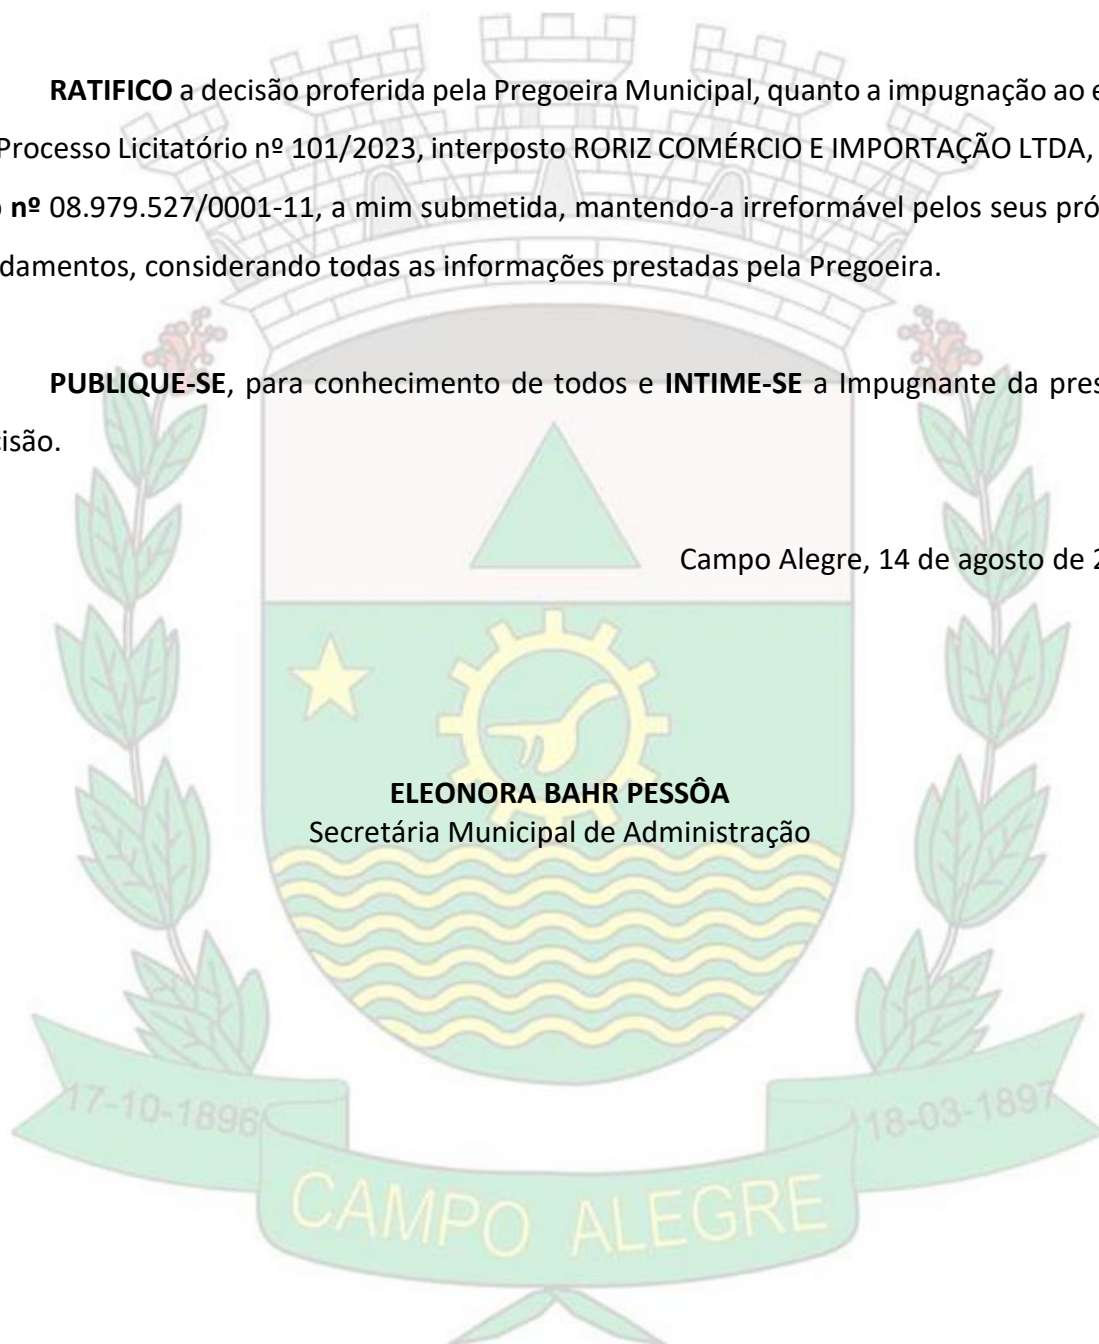 RATIFICO a decisão proferida pela Pregoeira Municipal, quanto a impugnação ao e
Processo Licitatório nº 101/2023, interposto RORIZ COMÉRCIO E IMPORTAÇÃO LTDA,
nº 08.979.527/0001-11, a mim submetida, mantendo-a irreformável pelos seus pró
damentos, considerando todas as informações prestadas pela Pregoeira.
PUBLIQUE-SE, para conhecimento de todos e INTIME-SE a Impugnante da pres
cisão.
Campo Alegre, 14 de agosto de 2
ELEONORA BAHR PESSÔA
Secretária Municipal de Administração
17-10-1896
18-03-1897
CAMPO ALEGRE